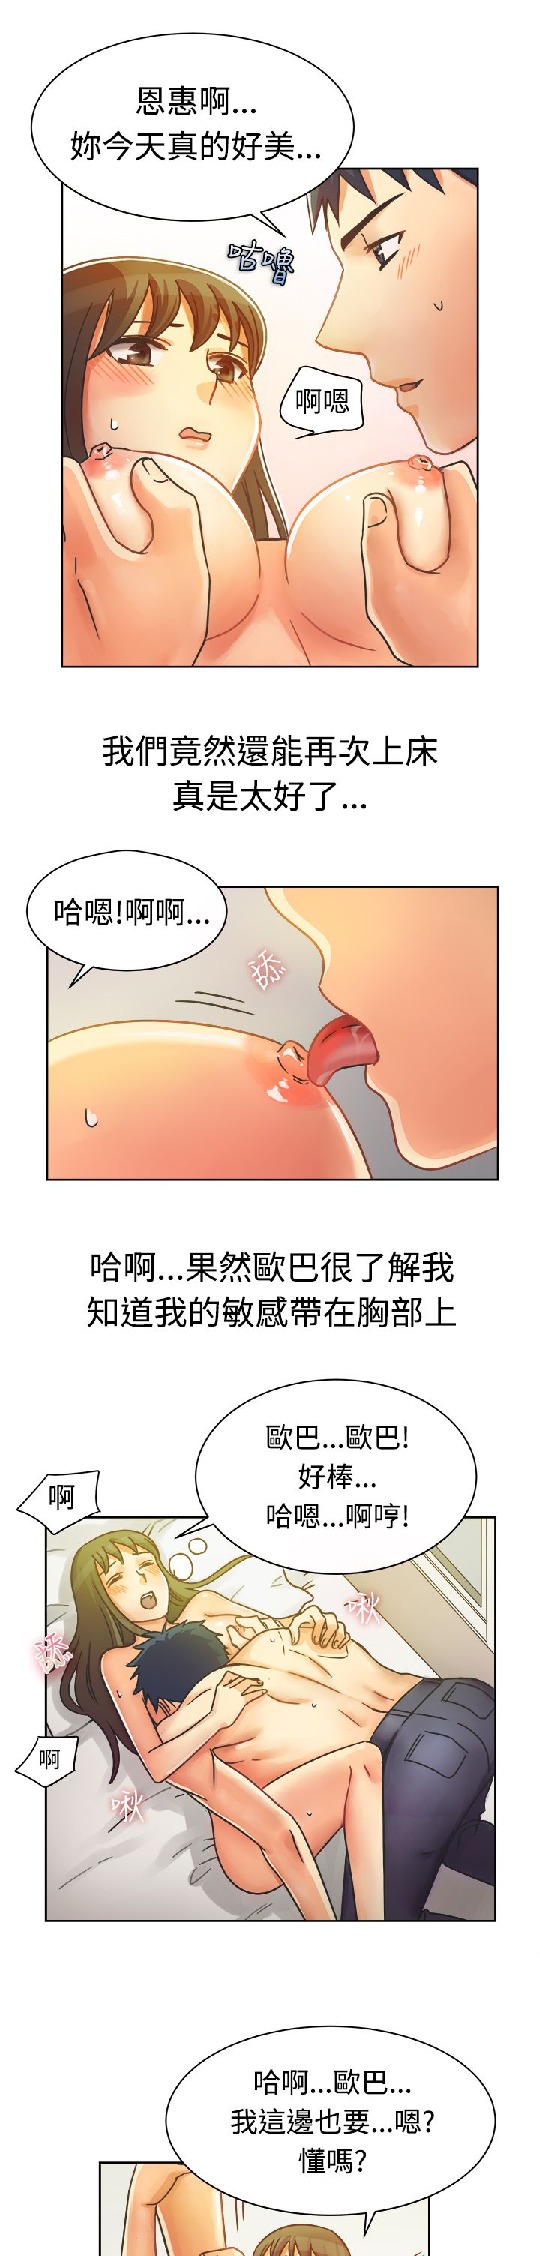 恩惠啊...
妳今天真的好美...
咕嚕
啊嗯
我們竟然還能再次上床
真是太好了...
哈嗯!啊啊...
舔
哈啊...果然歐巴很了解我
知道我的敏感帶在胸部上
歐巴...歐巴!
好棒...
哈嗯...啊哼!
啊
啾
舔
啊
啾
哈啊...歐巴...
我這邊也要...嗯?
懂嗎?